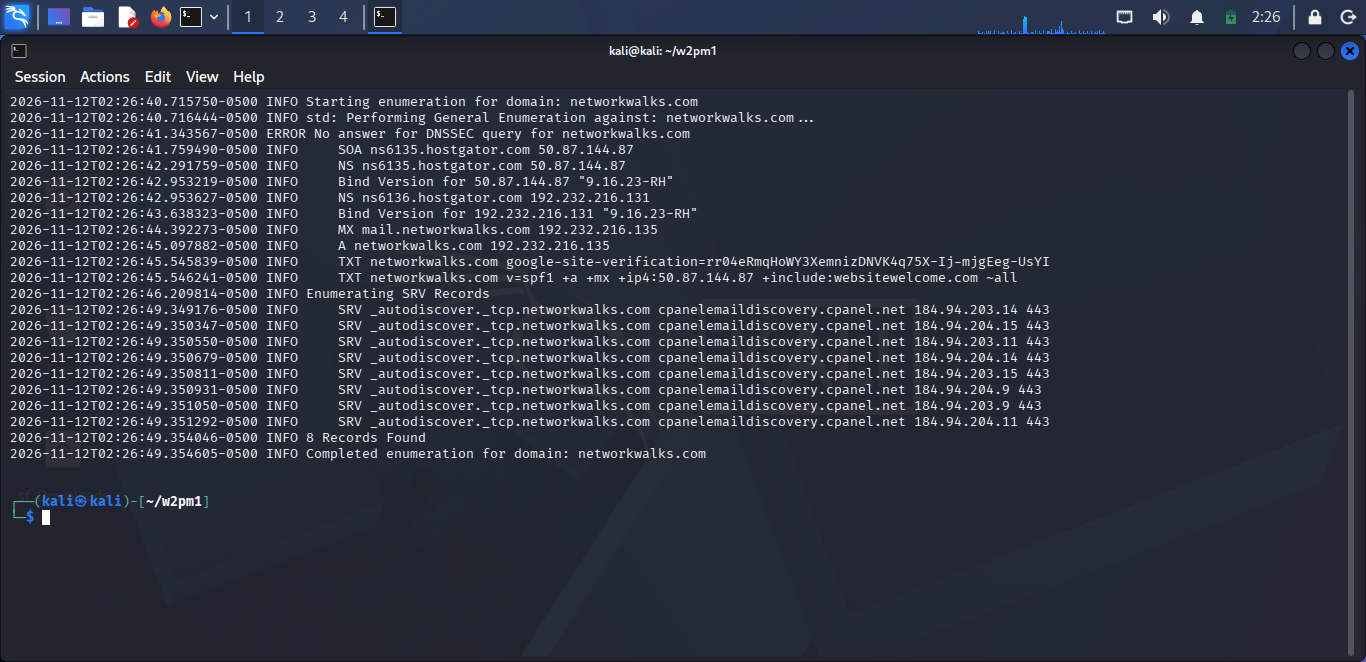 1 2 3 4 2:26
kali@kali: ~/w2pm1
Session Actions Edit View Help
2026-11-12T02:26:40.715750-0500 INFO Starting enumeration for domain: networkwalks.com
2026-11-12T02:26:40.716444-0500 INFO std: Performing General Enumeration against: networkwalks.com...
2026-11-12T02:26:41.343567-0500 ERROR No answer for DNSSEC query for networkwalks.com
2026-11-12T02:26:41.759490-0500 INFO SOA ns6135.hostgator.com 50.87.144.87
2026-11-12T02:26:42.291759-0500 INFO NS ns6135.hostgator.com 50.87.144.87
2026-11-12T02:26:42.953219-0500 INFO Bind Version for 50.87.144.87 "9.16.23-RH"
2026-11-12T02:26:42.953627-0500 INFO NS ns6136.hostgator.com 192.232.216.131
2026-11-12T02:26:43.638323-0500 INFO Bind Version for 192.232.216.131 "9.16.23-RH"
2026-11-12T02:26:44.392273-0500 INFO MX mail.networkwalks.com 192.232.216.135
2026-11-12T02:26:45.097882-0500 INFO A networkwalks.com 192.232.216.135
2026-11-12T02:26:45.545839-0500 INFO TXT networkwalks.com google-site-verification=rr04eRmqHoWY3XemnizDNVK4q75X-Ij-mjgEeg-UsYI
2026-11-12T02:26:45.546241-0500 INFO TXT networkwalks.com v=spf1 +a +mx +ip4:50.87.144.87 +include:websitewelcome.com ~all
2026-11-12T02:26:46.209814-0500 INFO Enumerating SRV Records
2026-11-12T02:26:49.349176-0500 INFO SRV _autodiscover._tcp.networkwalks.com cpanelemaildiscovery.cpanel.net 184.94.203.14 443
2026-11-12T02:26:49.350347-0500 INFO SRV _autodiscover._tcp.networkwalks.com cpanelemaildiscovery.cpanel.net 184.94.204.15 443
2026-11-12T02:26:49.350550-0500 INFO SRV _autodiscover._tcp.networkwalks.com cpanelemaildiscovery.cpanel.net 184.94.203.11 443
2026-11-12T02:26:49.350679-0500 INFO SRV _autodiscover._tcp.networkwalks.com cpanelemaildiscovery.cpanel.net 184.94.204.14 443
2026-11-12T02:26:49.350811-0500 INFO SRV _autodiscover._tcp.networkwalks.com cpanelemaildiscovery.cpanel.net 184.94.203.15 443
2026-11-12T02:26:49.350931-0500 INFO SRV _autodiscover._tcp.networkwalks.com cpanelemaildiscovery.cpanel.net 184.94.204.9 443
2026-11-12T02:26:49.351050-0500 INFO SRV _autodiscover._tcp.networkwalks.com cpanelemaildiscovery.cpanel.net 184.94.203.9 443
2026-11-12T02:26:49.351292-0500 INFO SRV _autodiscover._tcp.networkwalks.com cpanelemaildiscovery.cpanel.net 184.94.204.11 443
2026-11-12T02:26:49.354046-0500 INFO 8 Records Found
2026-11-12T02:26:49.354605-0500 INFO Completed enumeration for domain: networkwalks.com
┌──(kali㉿kali)-[~/w2pm1]
└─$